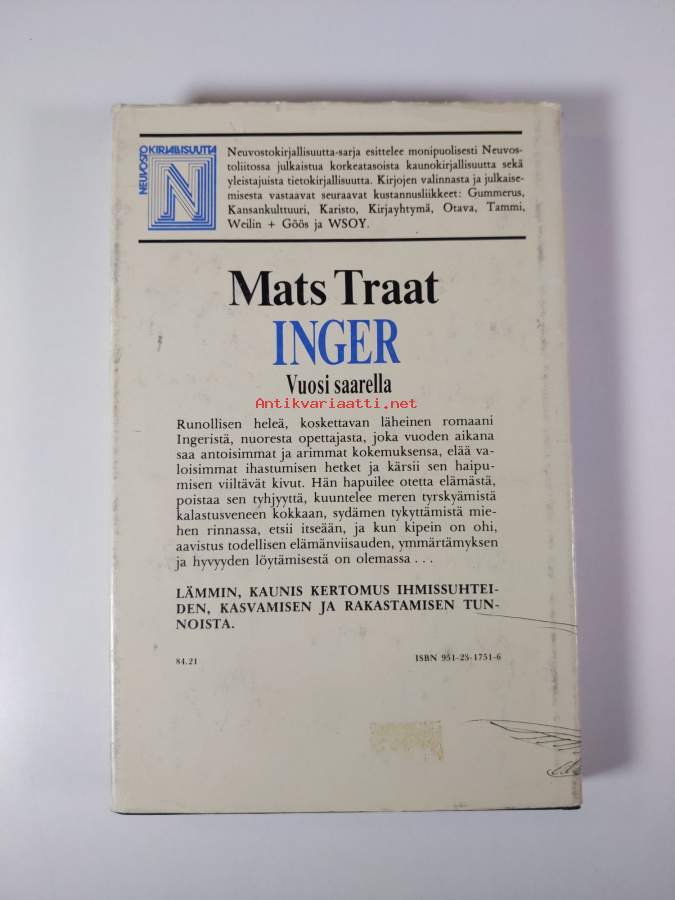 NEUVOSTO
KIRJALLISUUTTA
N
Neuvostokirjallisuutta-sarja esittelee monipuolisesti Neuvos-
toliitossa julkaistua korkeatasoista kaunokirjallisuutta sekä
yleistajuista tietokirjallisuutta. Kirjojen valinnasta ja julkaise-
misesta vastaavat seuraavat kustannusliikkeet: Gummerus,
Kansankulttuuri, Karisto, Kirjayhtymä, Otava, Tammi,
Weilin + Göös ja WSOY.
Mats Traat
INGER
Vuosi saarella
Antikvariaatti.net
Runollisen heleä, koskettavan läheinen romaani
Ingeristä, nuoresta opettajasta, joka vuoden aikana
saa antoisimmat ja arimmat kokemuksensa, elää va-
loisimmat ihastumisen hetket ja kärsii sen haipu-
misen viiltävät kivut. Hän hapuilee otetta elämästä,
poistaa sen tyhjyyttä, kuuntelee meren tyrskyämistä
kalastusveneen kokkaan, sydämen tykyttämistä mie-
hen rinnassa, etsii itseään, ja kun kipein on ohi,
aavistus todellisen elämänviisauden, ymmärtämyksen
ja hyvyyden löytämisestä on olemassa . . .
LÄMMIN, KAUNIS KERTOMUS IHMISSUHTEI-
DEN, KASVAMISEN JA RAKASTAMISEN TUN-
NOISTA.
84.21
ISBN 951-28-1751-6